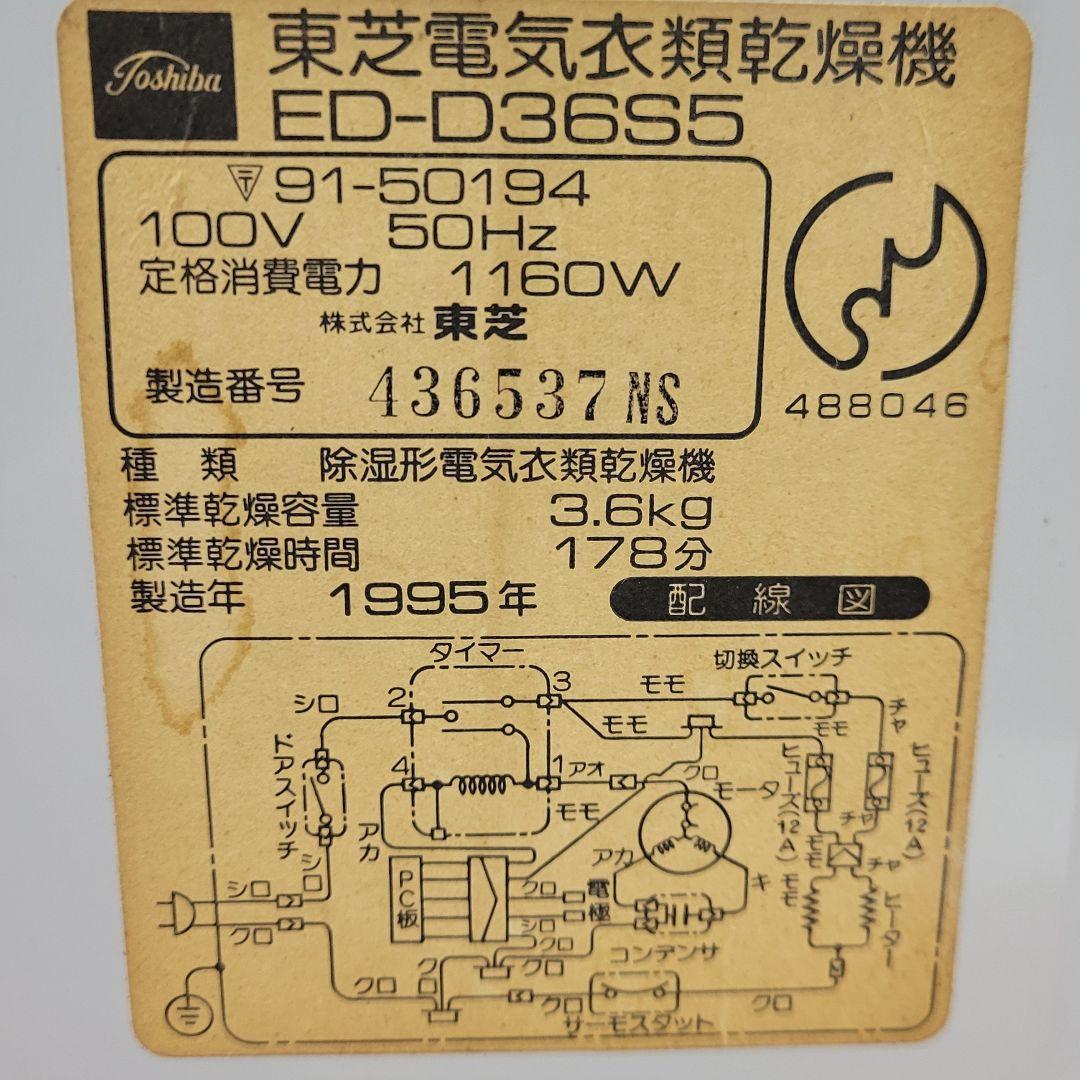 Toshiba
東芝電気衣類乾燥機
ED-D36S5
〒91-50194
100V 50Hz
定格消費電力 1160W
株式会社 東芝
製造番号 436537NS
488046
種類 除湿形電気衣類乾燥機
標準乾燥容量 3.6kg
標準乾燥時間 178分
製造年 1995年
配線図
タイマー
切換スイッチ
シロ
2
3
モモ
チャ
モモ
モモ
ドアスイッチ
4
1
アオ
クロ
モータ
ヒューズ(12A)
ヒューズ(12A)
モモ
アカ
チャ
シロ
アカ
モモ
チャ
PC板
クロ
電極
キ
モモ
ヒーター
シロ
クロ
シロ
コンデンサ
クロ
クロ
クロ
クロ
クロ
クロ
サーモスタット